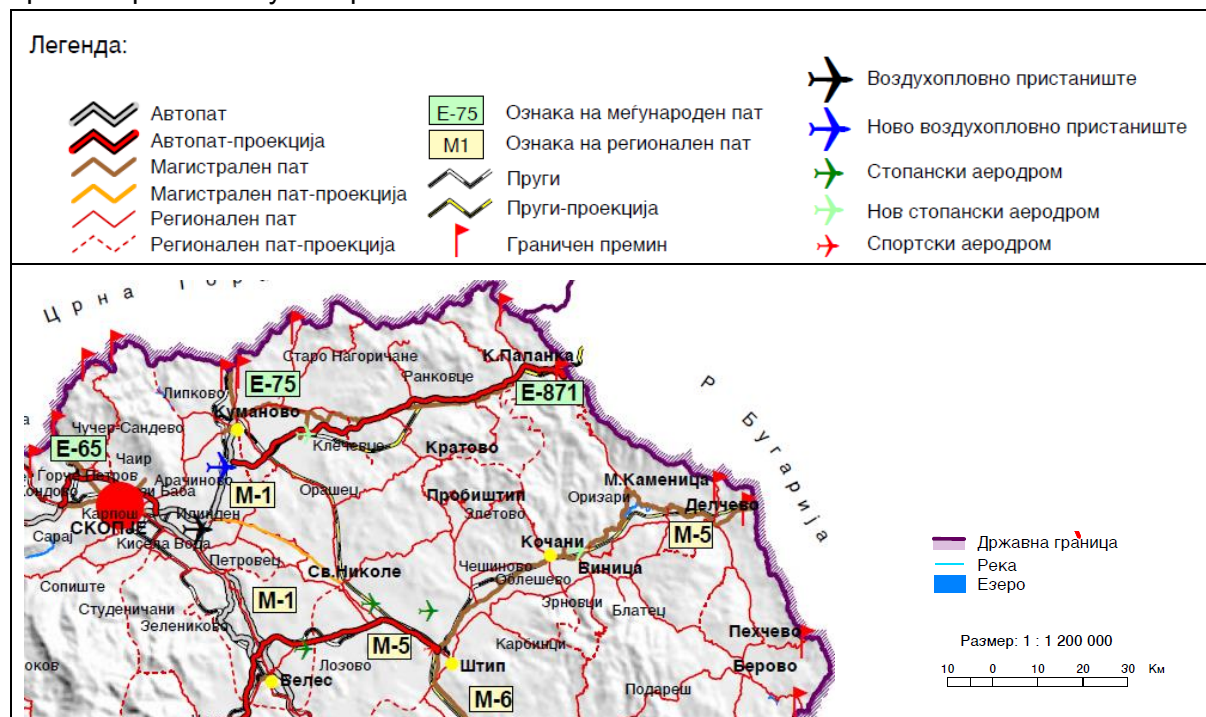 Легенда:
Автопат
Автопат-проекција
Магистрален пат
Магистрален пат-проекција
Регионален пат
Регионален пат-проекција
Е-75 Ознака на меѓународен пат
М1 Ознака на регионален пат
Пруги
Пруги-проекција
Граничен премин
Воздухопловно пристаниште
Ново воздухопловно пристаниште
Стопански аеродром
Нов стопански аеродром
Спортски аеродром
Црна Гора
Р Бугарија
Старо Нагоричане
К.Паланка
Ранковце
Е-75
Е-871
Липково
Куманово
Чучер-Сандево
Клечевце
Кратово
Е-65
Чаир
Ѓорче Петров
Арачиново
М-1
Орашец
Пробиштип
Злетово
М.Каменица
Оризари
Делчево
М-5
Карпош
СКОПЈЕ
Илинден
Сарај
Кисела Вода
Петровец
Кочани
Виница
Св.Николе
Чешиново
Облешево
Сопиште
Студеничани
Зелениково
М-1
Зрновци
Блатец
М-5
Карбинци
Пехчево
Лозово
Штип
Берово
Велес
М-6
Подареш
Државна граница
Река
Езеро
Размер: 1 : 1 200 000
10 0 10 20 30 Км